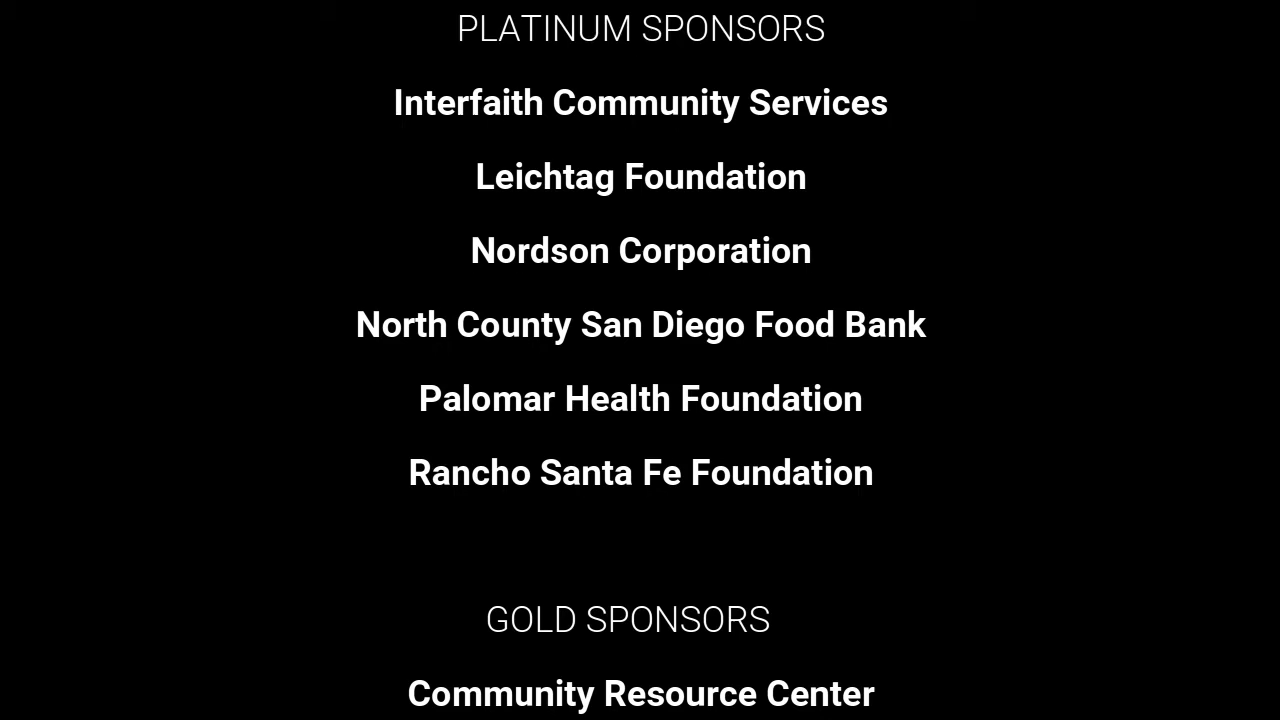 PLATINUM SPONSORS
Interfaith Community Services
Leichtag Foundation
Nordson Corporation
North County San Diego Food Bank
Palomar Health Foundation
Rancho Santa Fe Foundation
GOLD SPONSORS
Community Resource Center